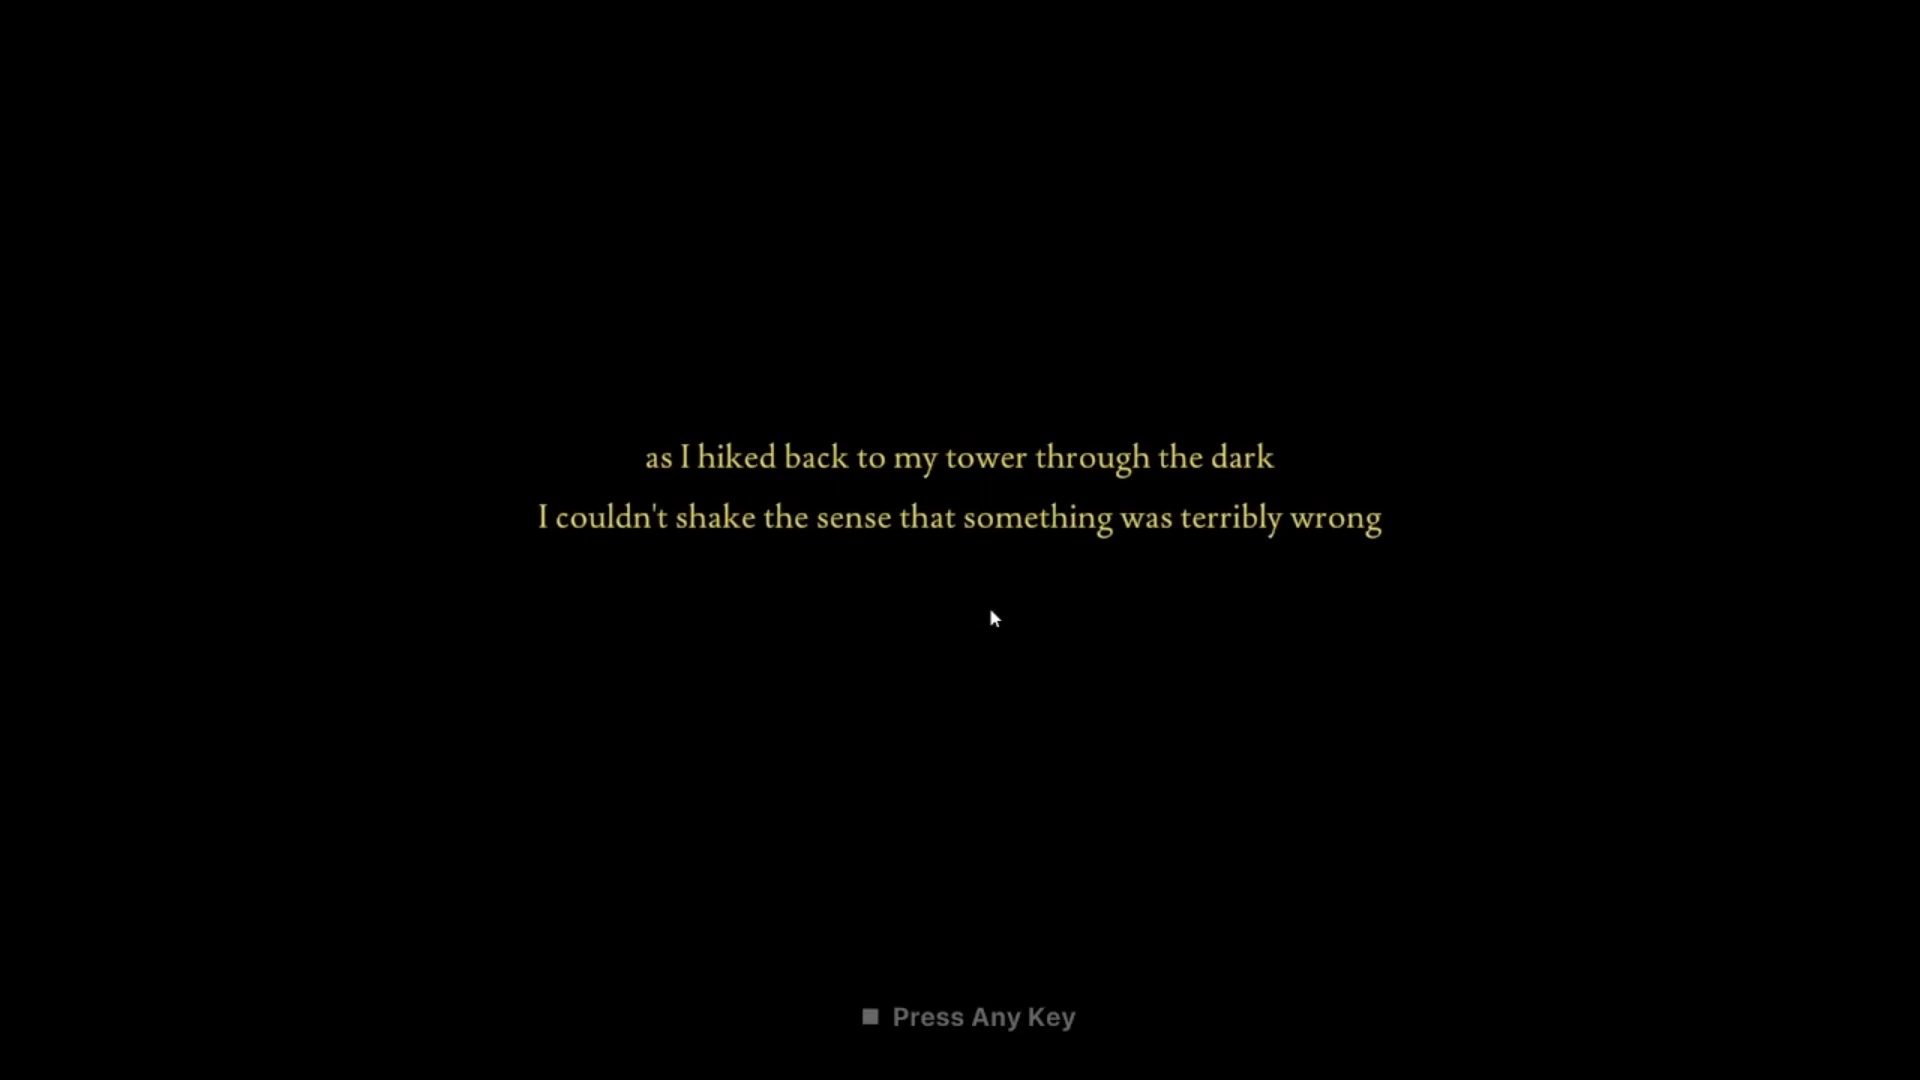 as I hiked back to my tower through the dark
I couldn't shake the sense that something was terribly wrong
Press Any Key